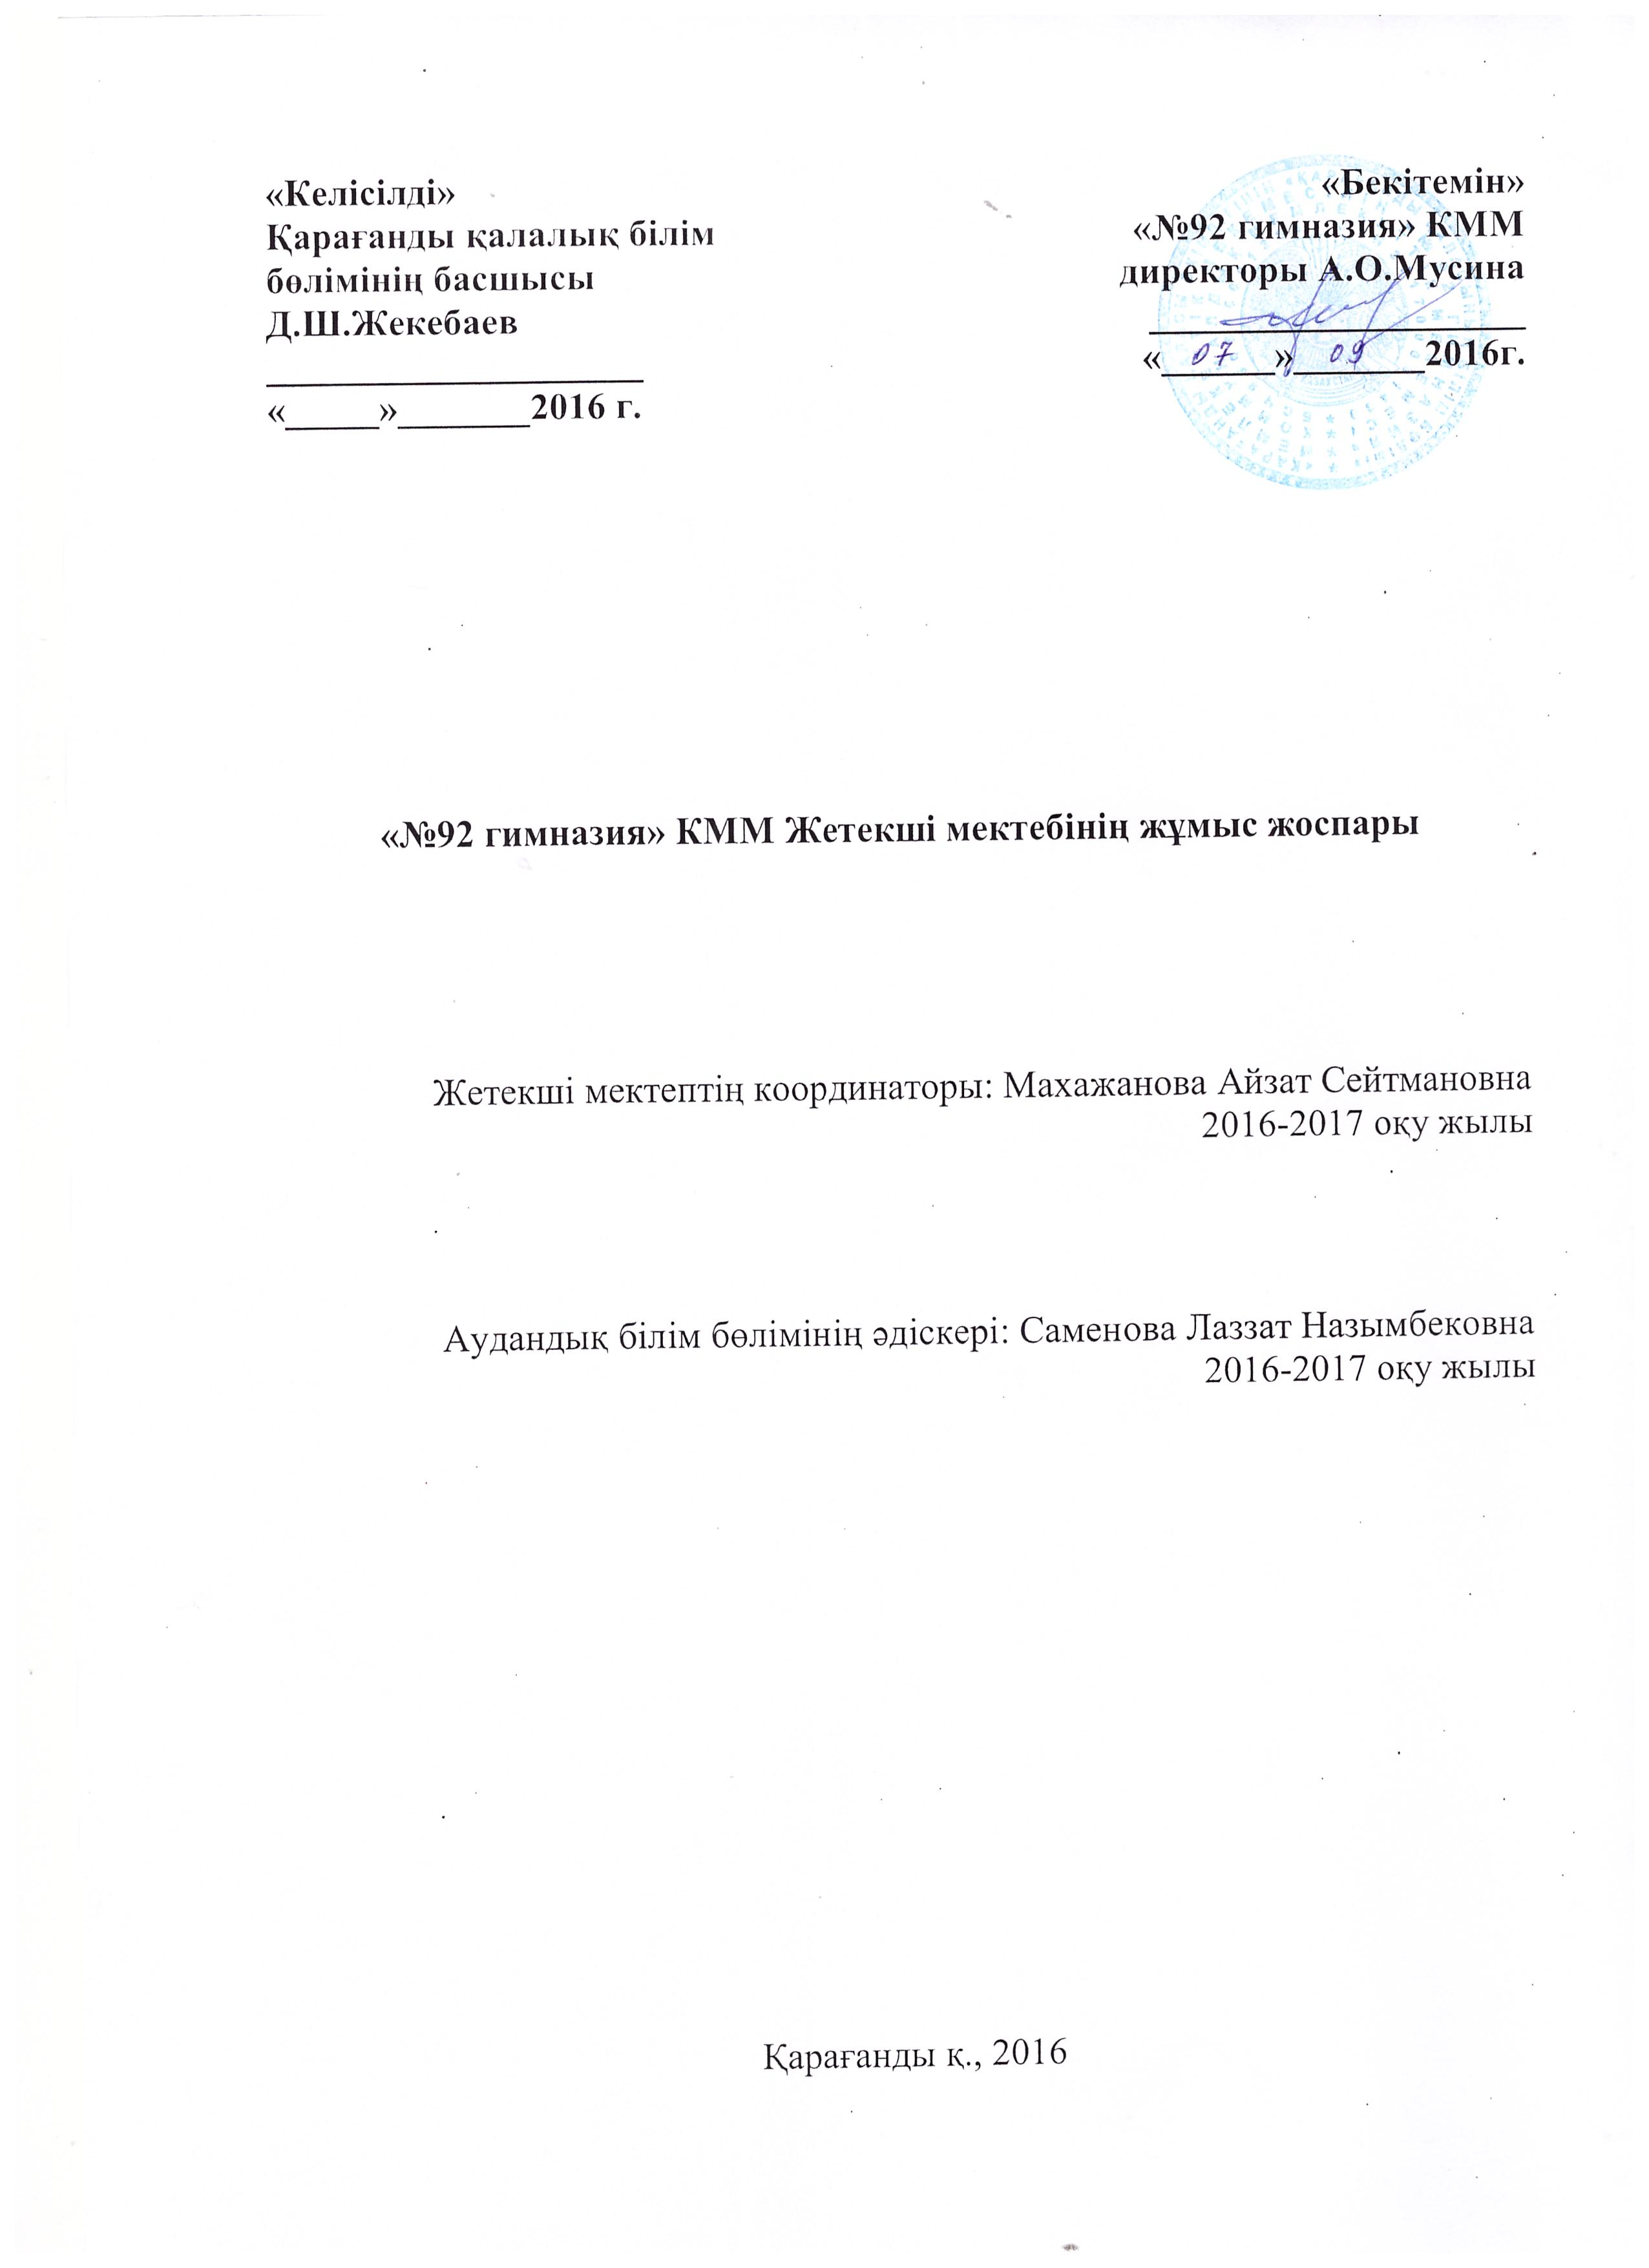 «Келісілді»
Қарағанды қалалық білім
бөлімінің басшысы
Д.Ш.Жекебаев
____________________
«_____»_______2016 г.
«Бекітемін»
«№92 гимназия» КММ
директоры А.О.Мусина
____________________
«__07__»__09__2016г.
«№92 гимназия» КММ Жетекші мектебінің жұмыс жоспары
Жетекші мектептің координаторы: Махажанова Айзат Сейтмановна
2016-2017 оқу жылы
Аудандық білім бөлімінің әдіскері: Саменова Лаззат Назымбековна
2016-2017 оқу жылы
Қарағанды қ., 2016